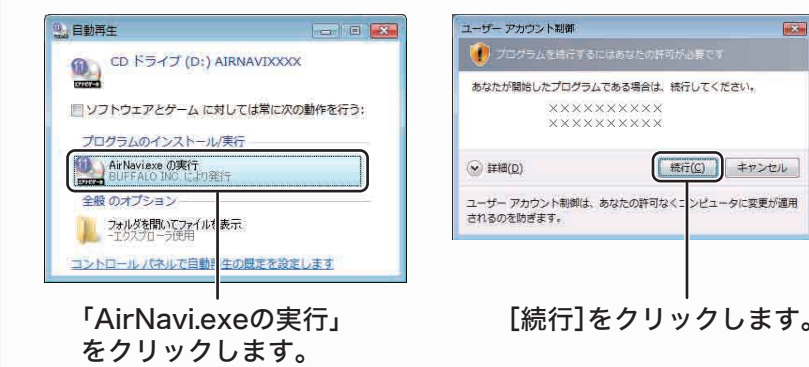 自動再生
CD ドライブ (D:) AIRNAVIXXXX
ソフトウェアとゲーム に対しては常に次の動作を行う:
プログラムのインストール/実行
AirNavi.exe の実行
BUFFALO INC. により発行
全般 のオプション
フォルダを開いてファイルを表示
-エクスプローラ使用
コントロール パネルで自動再生の既定を設定します
「AirNavi.exeの実行」
をクリックします。
ユーザー アカウント制御
プログラムを続行するにはあなたの許可が必要です
あなたが開始したプログラムである場合は、続行してください。
××××××××××
××××××××××
詳細(D)
続行(C)
キャンセル
ユーザー アカウント制御は、あなたの許可なくコンピュータに変更が適用
されるのを防ぎます。
[続行]をクリックします。